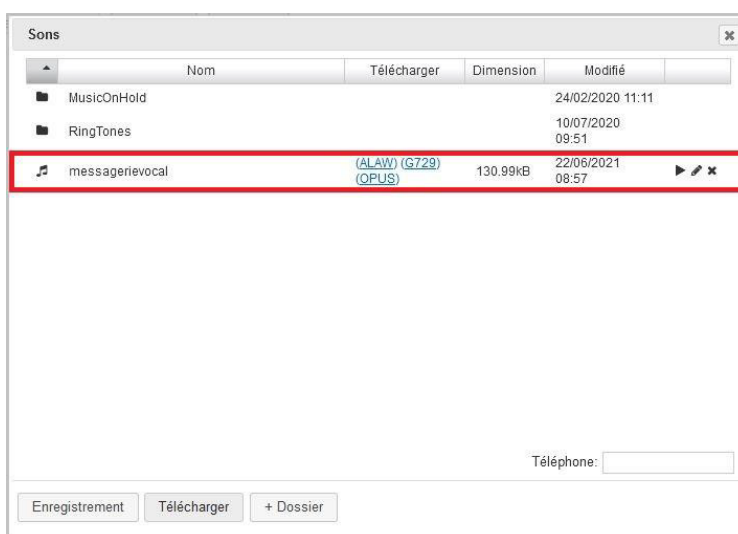 Sons
Nom Télécharger Dimension Modifié
MusicOnHold 24/02/2020 11:11
RingTones 10/07/2020
09:51
messagerievocal (ALAW) (G729) 130.99kB 22/06/2021
(OPUS) 08:57
Téléphone:
Enregistrement Télécharger + Dossier